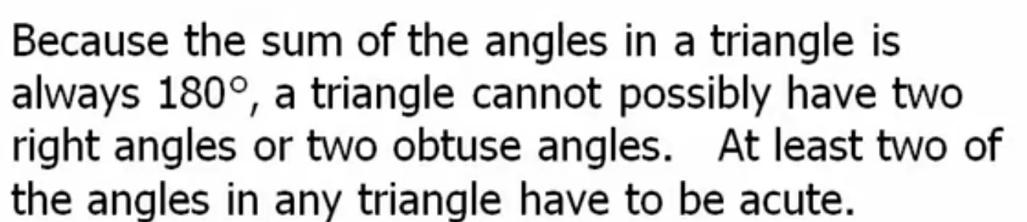 Because the sum of the angles in a triangle is
always 180°, a triangle cannot possibly have two
right angles or two obtuse angles.   At least two of
the angles in any triangle have to be acute.